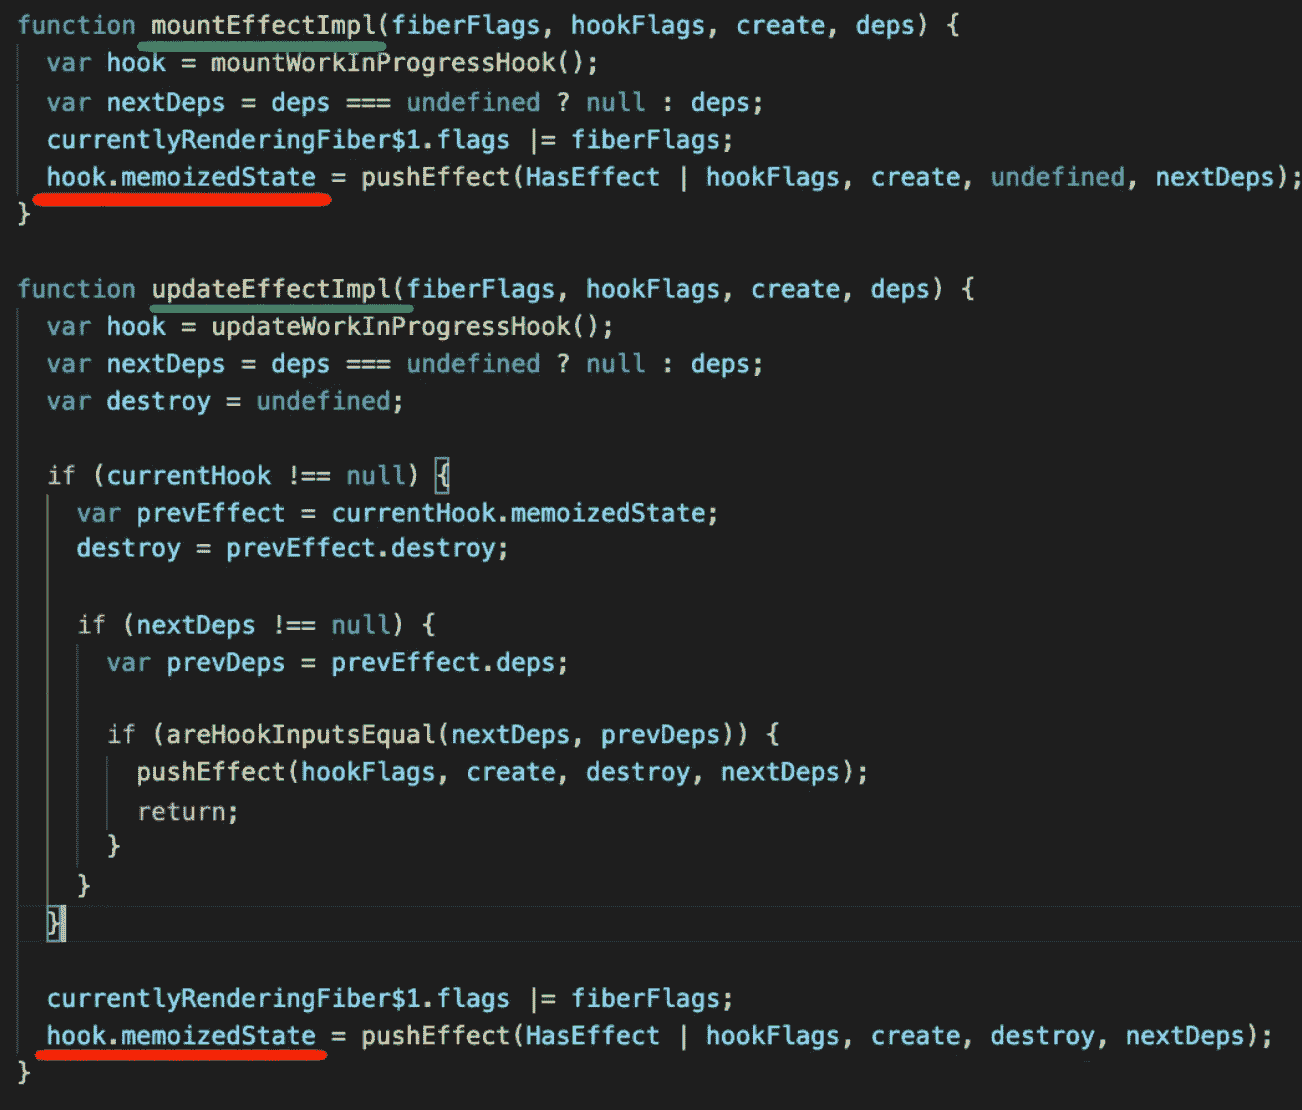 function mountEffectImpl(fiberFlags, hookFlags, create, deps) {
var hook = mountWorkInProgressHook();
var nextDeps = deps === undefined ? null : deps;
currentlyRenderingFiber$1.flags |= fiberFlags;
hook.memoizedState = pushEffect(HasEffect | hookFlags, create, undefined, nextDeps);
}
function updateEffectImpl(fiberFlags, hookFlags, create, deps) {
var hook = updateWorkInProgressHook();
var nextDeps = deps === undefined ? null : deps;
var destroy = undefined;
if (currentHook !== null) {
var prevEffect = currentHook.memoizedState;
destroy = prevEffect.destroy;
if (nextDeps !== null) {
var prevDeps = prevEffect.deps;
if (areHookInputsEqual(nextDeps, prevDeps)) {
pushEffect(hookFlags, create, destroy, nextDeps);
return;
}
}
}
currentlyRenderingFiber$1.flags |= fiberFlags;
hook.memoizedState = pushEffect(HasEffect | hookFlags, create, destroy, nextDeps);
}